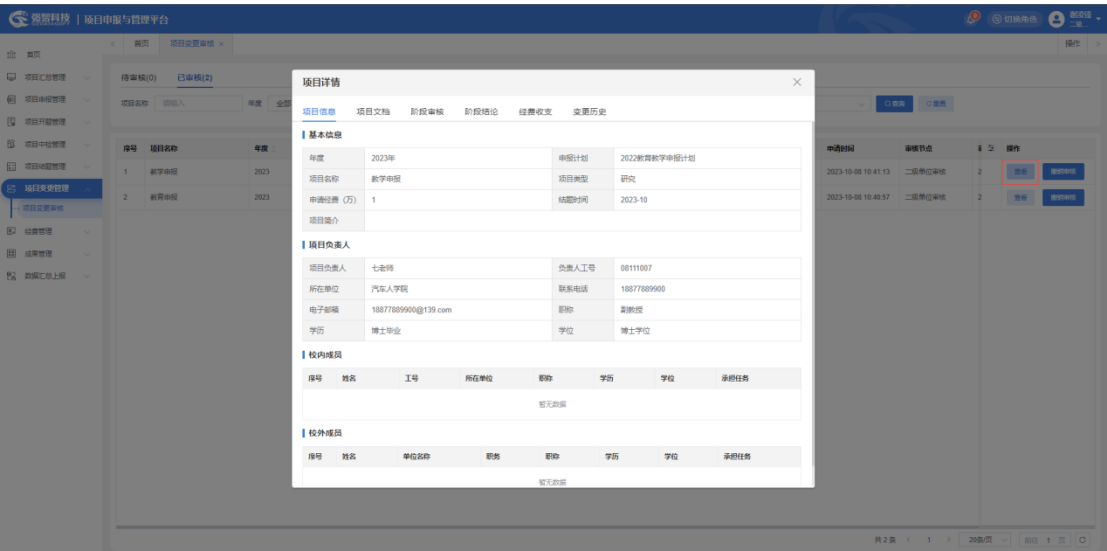 强智科技 | 项目申报与管理平台
切换角色
首页 项目变更审核 × 操作
首页
项目汇总管理
项目申报管理
项目开题管理
项目中检管理
项目结题管理
项目变更管理
项目变更审核
经费管理
成果管理
数据汇总上报
待审核(0) 已审核(2)
项目名称 请输入 年度 全部 查询 重置
序号 项目名称 年度 申请时间 审核节点 操作
1 教学申报 2023 2023-10-08 10:41:13 二级单位审核 2 查看 撤销审核
2 教育申报 2023 2023-10-08 10:40:57 二级单位审核 2 查看 撤销审核
项目详情
项目信息 项目文档 阶段审核 阶段结论 经费收支 变更历史
基本信息
年度 2023年 申报计划 2022教育教学申报计划
项目名称 教学申报 项目类型 研究
申请经费（万） 1 结题时间 2023-10
项目简介
项目负责人
项目负责人 七老师 负责人工号 08111007
所在单位 汽车人学院 联系电话 18877889900
电子邮箱 18877889900@139.com 职称 副教授
学历 博士毕业 学位 博士学位
校内成员
序号 姓名 工号 所在单位 职称 学历 学位 承担任务
暂无数据
校外成员
序号 姓名 单位名称 职务 职称 学历 学位 承担任务
暂无数据
共 2 条 1 20条/页 前往 1 页